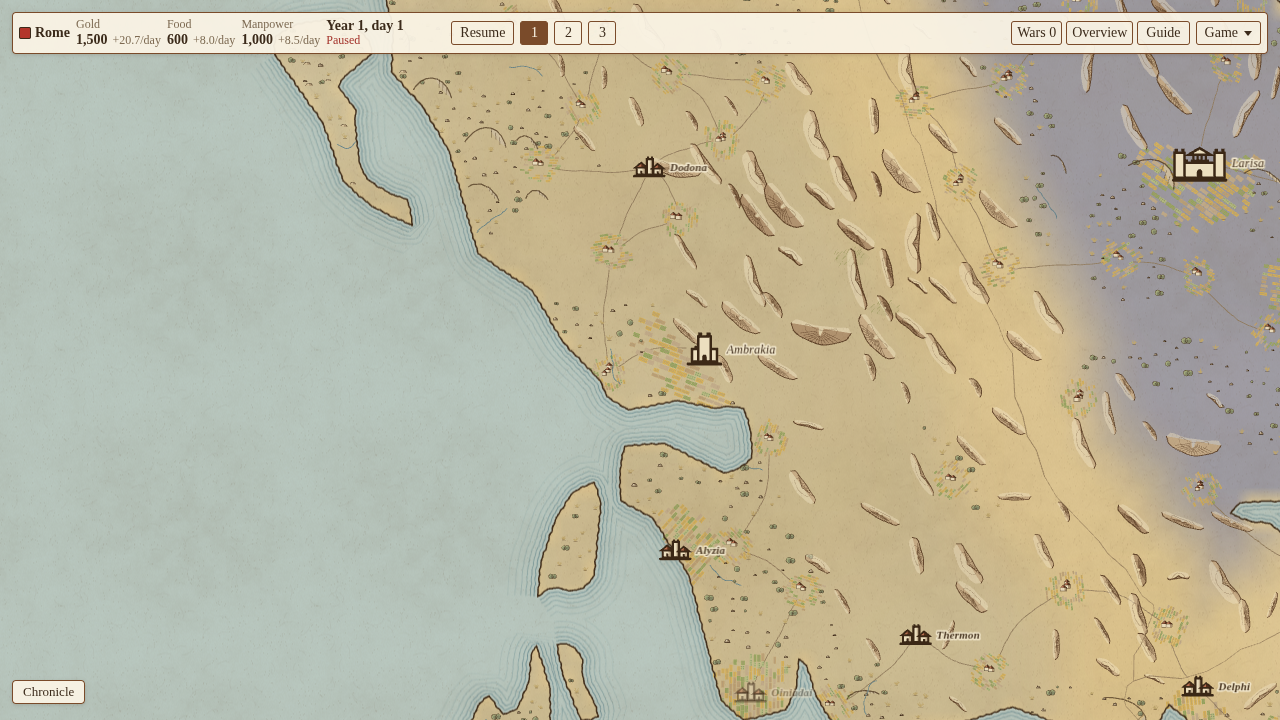 Rome
Gold
1,500 +20.7/day
Food
600 +8.0/day
Manpower
1,000 +8.5/day
Year 1, day 1
Paused
Resume
1
2
3
Wars 0
Overview
Guide
Game
Dodona
Larisa
Ambrakia
Alyzia
Thermon
Delphi
Oiniadai
Chronicle